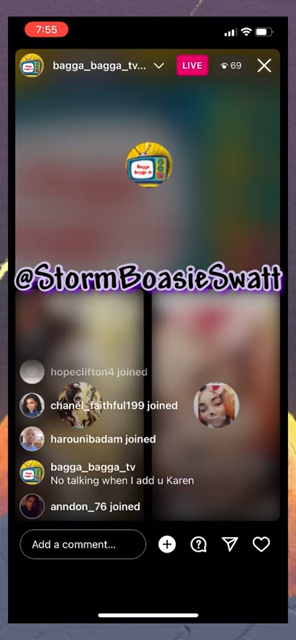 7:55
bagga_bagga_tv...
LIVE
69
@StormBoasieSwatt
hopeclifton4 joined
chanel_faithful199 joined
harounibadam joined
bagga_bagga_tv
No talking when I add u Karen
anndon_76 joined
Add a comment...